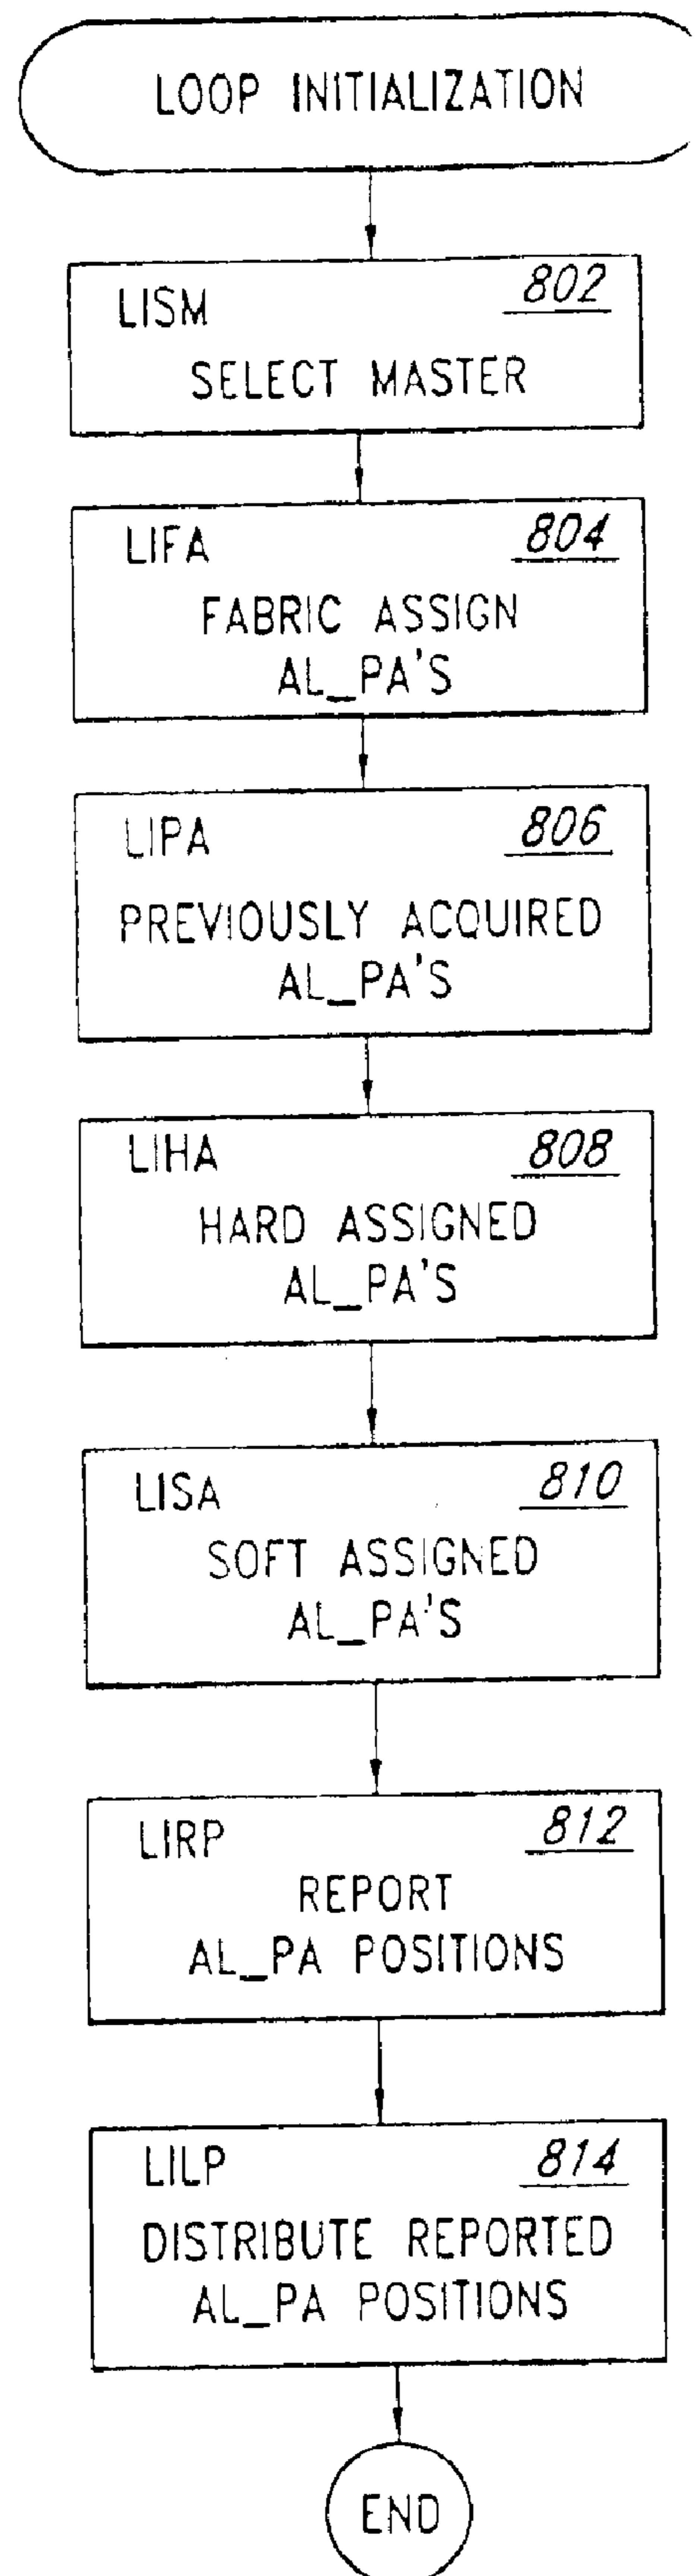 LOOP INITIALIZATION
LISM 802
SELECT MASTER
LIFA 804
FABRIC ASSIGN
AL_PA'S
LIPA 806
PREVIOUSLY ACQUIRED
AL_PA'S
LIHA 808
HARD ASSIGNED
AL_PA'S
LISA 810
SOFT ASSIGNED
AL_PA'S
LIRP 812
REPORT
AL_PA POSITIONS
LILP 814
DISTRIBUTE REPORTED
AL_PA POSITIONS
END